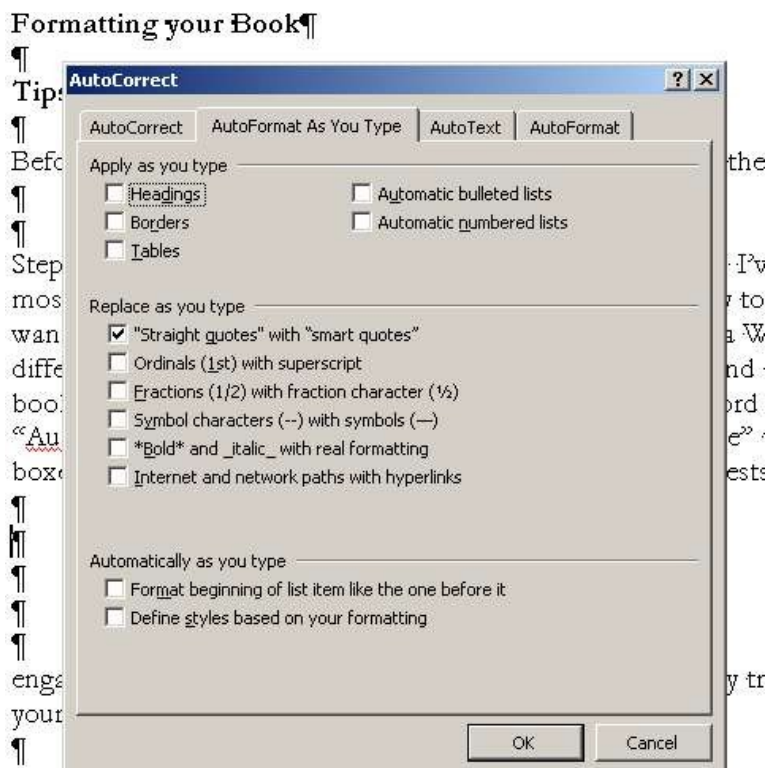 Formatting your Book¶
¶
AutoCorrect
Tips
¶
AutoCorrect AutoFormat As You Type AutoText AutoFormat
Apply as you type
Befo the
Headings Automatic bulleted lists
¶
Borders Automatic numbered lists
¶
Tables
Step I’v
mos to
Replace as you type
"Straight quotes" with “smart quotes”
wan a W
Ordinals (1st) with superscript
diffe nd
Fractions (1/2) with fraction character (½)
boo ord
Symbol characters (--) with symbols (—)
“Au e”
*Bold* and _italic_ with real formatting
boxe ests
Internet and network paths with hyperlinks
¶
¶
Automatically as you type
¶
Format beginning of list item like the one before it
¶
Define styles based on your formatting
¶
enga y tr
your
OK Cancel
¶